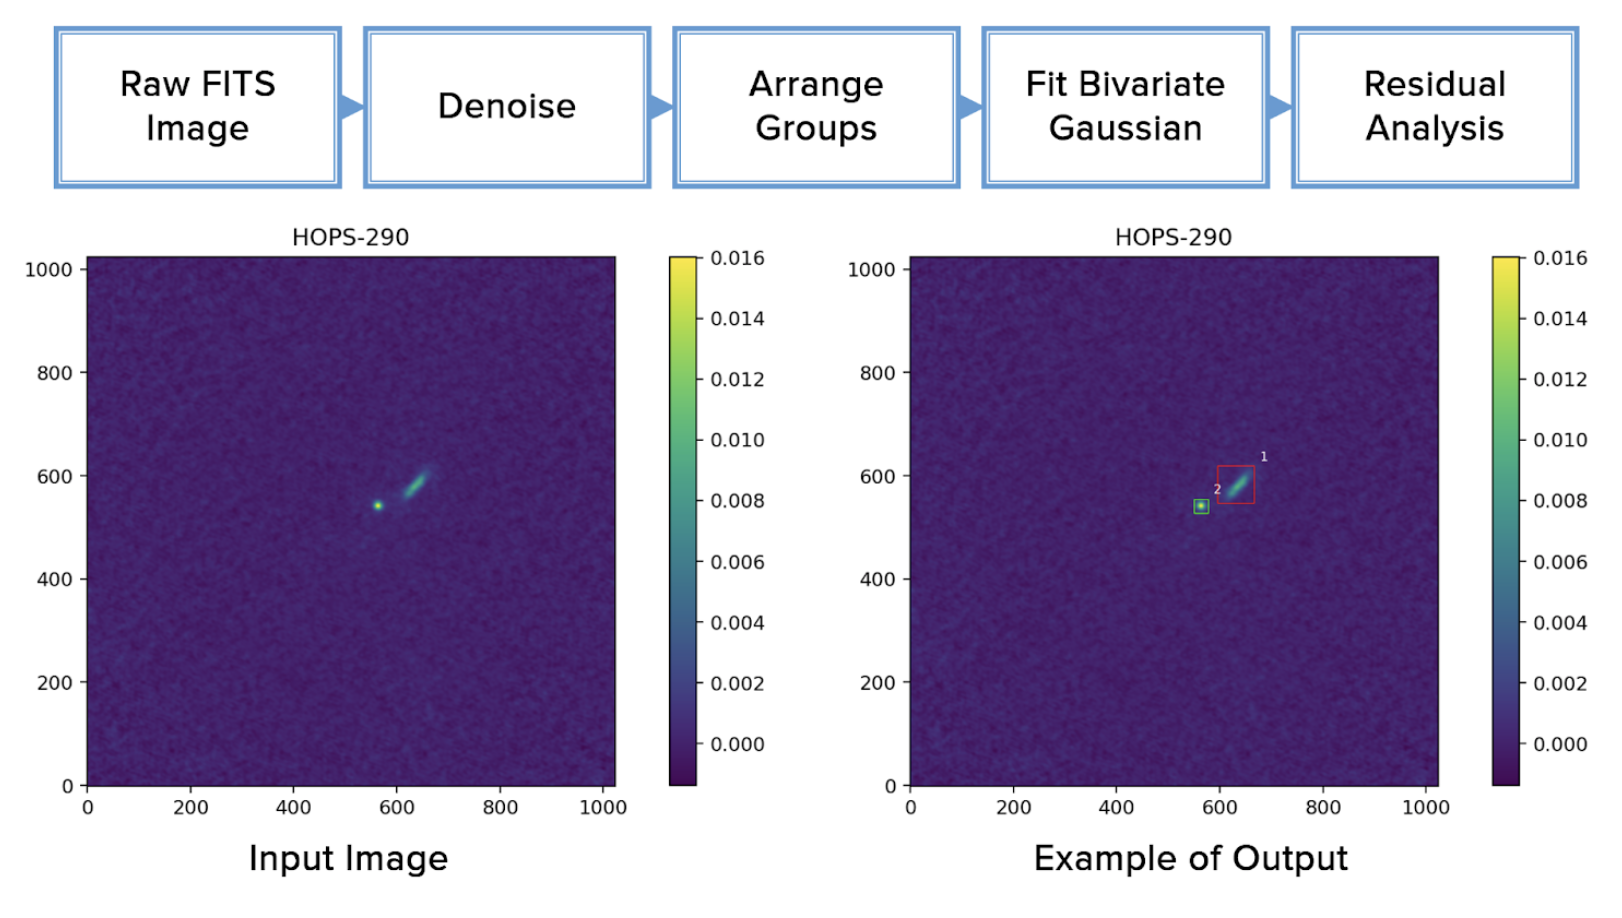 Raw FITS
Image
Denoise
Arrange
Groups
Fit Bivariate
Gaussian
Residual
Analysis
HOPS-290
1000
800
600
400
200
0
0 200 400 600 800 1000
0.016
0.014
0.012
0.010
0.008
0.006
0.004
0.002
0.000
Input Image
HOPS-290
1000
800
600
400
200
0
1
2
0 200 400 600 800 1000
0.016
0.014
0.012
0.010
0.008
0.006
0.004
0.002
0.000
Example of Output